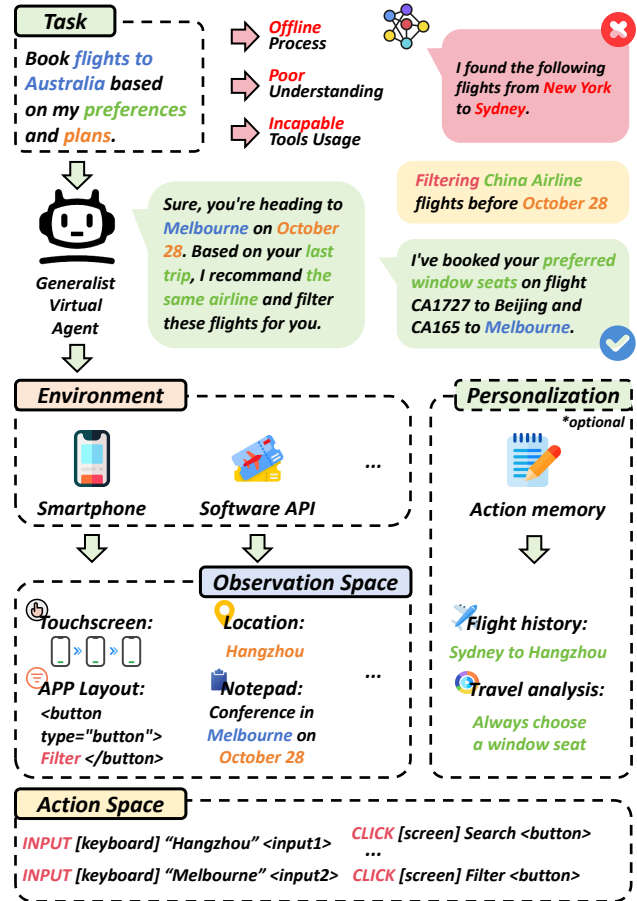 Task
Book flights to
Australia based
on my preferences
and plans.
Offline
Process
Poor
Understanding
Incapable
Tools Usage
I found the following
flights from New York
to Sydney.
Filtering China Airline
flights before October 28
Generalist
Virtual
Agent
Sure, you're heading to
Melbourne on October
28. Based on your last
trip, I recommand the
same airline and filter
these flights for you.
I've booked your preferred
window seats on flight
CA1727 to Beijing and
CA165 to Melbourne.
Environment
Smartphone
Software API
...
Personalization
*optional
Action memory
Observation Space
Touchscreen:
Location:
Hangzhou
APP Layout:
<button
type="button">
Filter </button>
Notepad:
Conference in
Melbourne on
October 28
...
Flight history:
Sydney to Hangzhou
Travel analysis:
Always choose
a window seat
Action Space
INPUT [keyboard] “Hangzhou” <input1>
CLICK [screen] Search <button>
...
INPUT [keyboard] “Melbourne” <input2>
CLICK [screen] Filter <button>